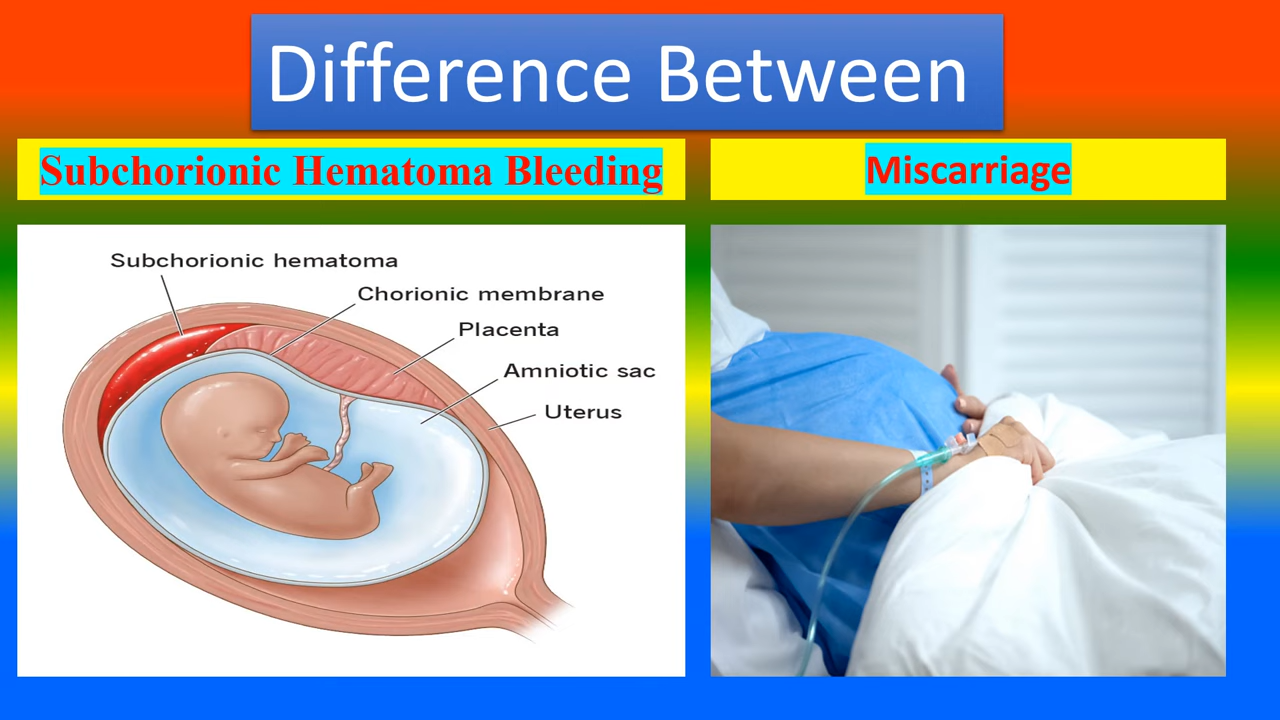 Difference Between
Subchorionic Hematoma Bleeding
Miscarriage
Subchorionic hematoma
Chorionic membrane
Placenta
Amniotic sac
Uterus